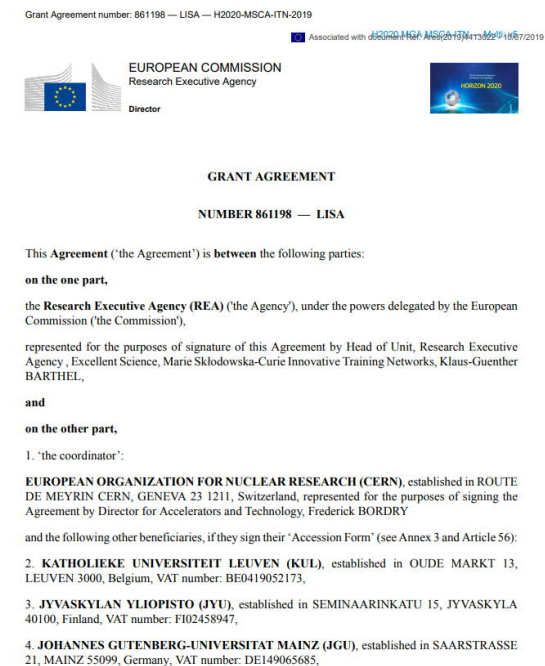 Grant Agreement number: 861198 — LISA — H2020-MSCA-ITN-2019
Associated with document Ref. Ares(2019)4413022 - 10/07/2019
EUROPEAN COMMISSION
Research Executive Agency
Director
HORIZON 2020
GRANT AGREEMENT
NUMBER 861198 — LISA
This Agreement (‘the Agreement’) is between the following parties:
on the one part,
the Research Executive Agency (REA) ('the Agency'), under the powers delegated by the European
Commission ('the Commission'),
represented for the purposes of signature of this Agreement by Head of Unit, Research Executive
Agency , Excellent Science, Marie Skłodowska-Curie Innovative Training Networks, Klaus-Guenther
BARTHEL,
and
on the other part,
1. ‘the coordinator’:
EUROPEAN ORGANIZATION FOR NUCLEAR RESEARCH (CERN), established in ROUTE
DE MEYRIN CERN, GENEVA 23 1211, Switzerland, represented for the purposes of signing the
Agreement by Director for Accelerators and Technology, Frederick BORDRY
and the following other beneficiaries, if they sign their ‘Accession Form’ (see Annex 3 and Article 56):
2. KATHOLIEKE UNIVERSITEIT LEUVEN (KUL), established in OUDE MARKT 13,
LEUVEN 3000, Belgium, VAT number: BE0419052173,
3. JYVASKYLAN YLIOPISTO (JYU), established in SEMINAARINKATU 15, JYVASKYLA
40100, Finland, VAT number: FI02458947,
4. JOHANNES GUTENBERG-UNIVERSITAT MAINZ (JGU), established in SAARSTRASSE
21, MAINZ 55099, Germany, VAT number: DE149065685,